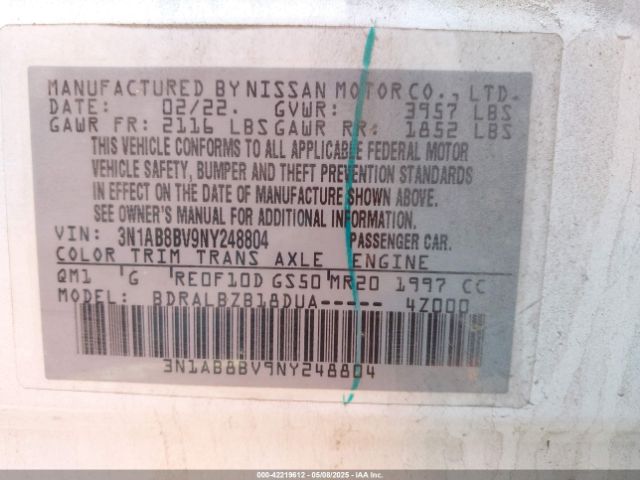 MANUFACTURED BY NISSAN MOTOR CO., LTD.
DATE: 02/22. GVWR: 3957 LBS
GAWR FR: 2116 LBS GAWR RR: 1852 LBS
THIS VEHICLE CONFORMS TO ALL APPLICABLE FEDERAL MOTOR
VEHICLE SAFETY, BUMPER AND THEFT PREVENTION STANDARDS
IN EFFECT ON THE DATE OF MANUFACTURE SHOWN ABOVE.
SEE OWNER'S MANUAL FOR ADDITIONAL INFORMATION.
VIN: 3N1AB8BV9NY248804 PASSENGER CAR.
COLOR TRIM TRANS AXLE ENGINE
QM1 G RE0F10D GS50 MR20 1997 CC
MODEL: BDRALBZB18DUA----- 4Z000
3N1AB8BV9NY248804
000-42219612 - 05/08/2025 - IAAI.COM